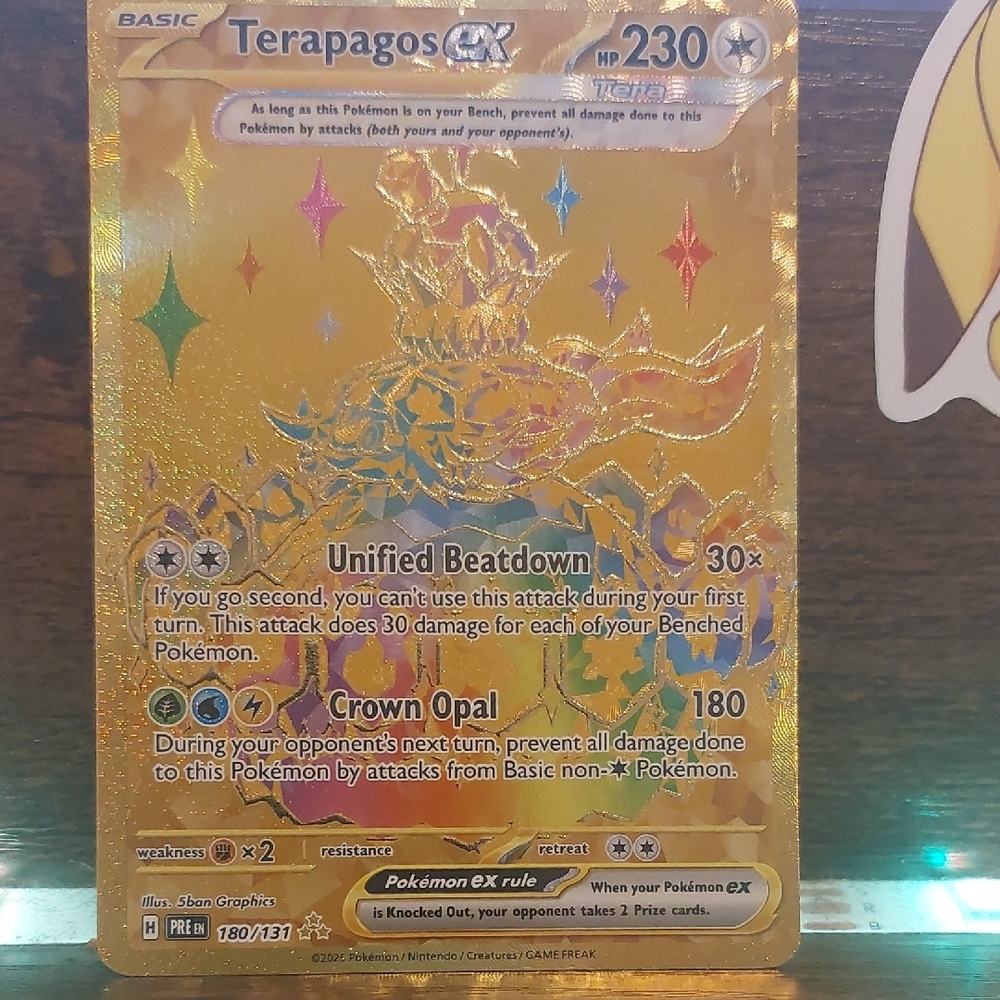 BASIC
Terapagos ex HP 230
Tera
As long as this Pokémon is on your Bench, prevent all damage done to this
Pokémon by attacks (both yours and your opponent's).
Unified Beatdown 30×
If you go second, you can't use this attack during your first
turn. This attack does 30 damage for each of your Benched
Pokémon.
Crown Opal 180
During your opponent's next turn, prevent all damage done
to this Pokémon by attacks from Basic non- Pokémon.
weakness ×2 resistance retreat
Pokémon ex rule
When your Pokémon ex
is Knocked Out, your opponent takes 2 Prize cards.
Illus. 5ban Graphics
H PRE EN 180/131
©2025 Pokémon / Nintendo / Creatures / GAME FREAK